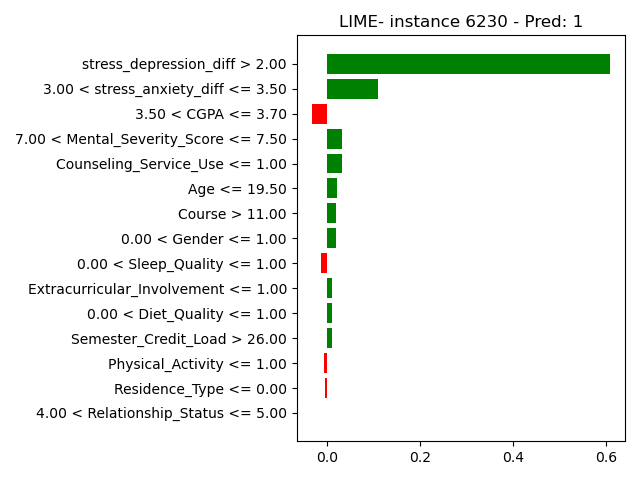 LIME- instance 6230 - Pred: 1
stress_depression_diff > 2.00
3.00 < stress_anxiety_diff <= 3.50
3.50 < CGPA <= 3.70
7.00 < Mental_Severity_Score <= 7.50
Counseling_Service_Use <= 1.00
Age <= 19.50
Course > 11.00
0.00 < Gender <= 1.00
0.00 < Sleep_Quality <= 1.00
Extracurricular_Involvement <= 1.00
0.00 < Diet_Quality <= 1.00
Semester_Credit_Load > 26.00
Physical_Activity <= 1.00
Residence_Type <= 0.00
4.00 < Relationship_Status <= 5.00
0.0 0.2 0.4 0.6